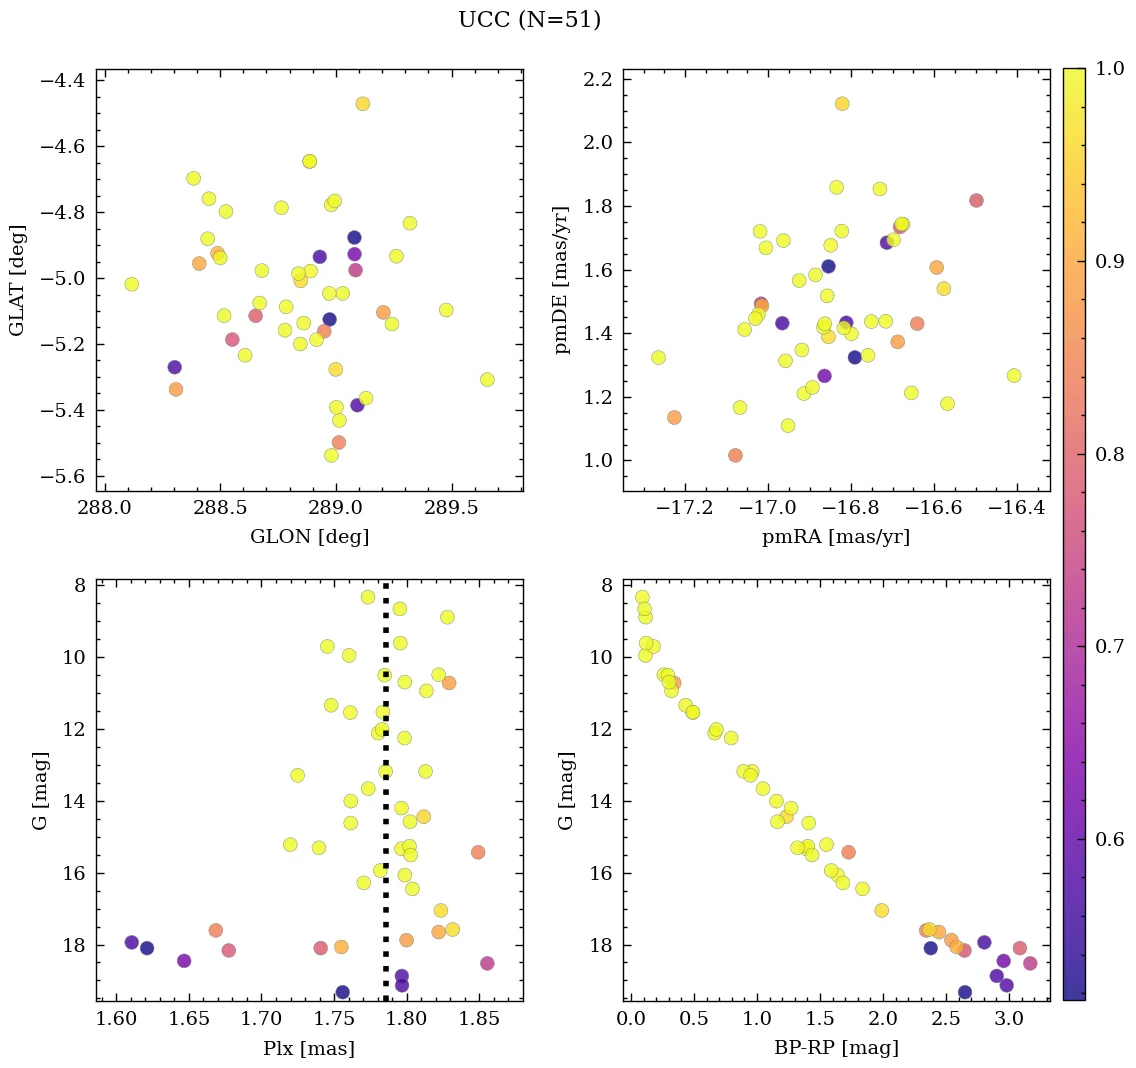 UCC (N=51)
−4.4
−4.6
−4.8
−5.0
−5.2
−5.4
−5.6
GLAT [deg]
288.0 288.5 289.0 289.5
GLON [deg]
2.2
2.0
1.8
1.6
1.4
1.2
1.0
pmDE [mas/yr]
−17.2 −17.0 −16.8 −16.6 −16.4
pmRA [mas/yr]
1.0
0.9
0.8
0.7
0.6
8
10
12
14
16
18
G [mag]
1.60 1.65 1.70 1.75 1.80 1.85
Plx [mas]
8
10
12
14
16
18
G [mag]
0.0 0.5 1.0 1.5 2.0 2.5 3.0
BP-RP [mag]